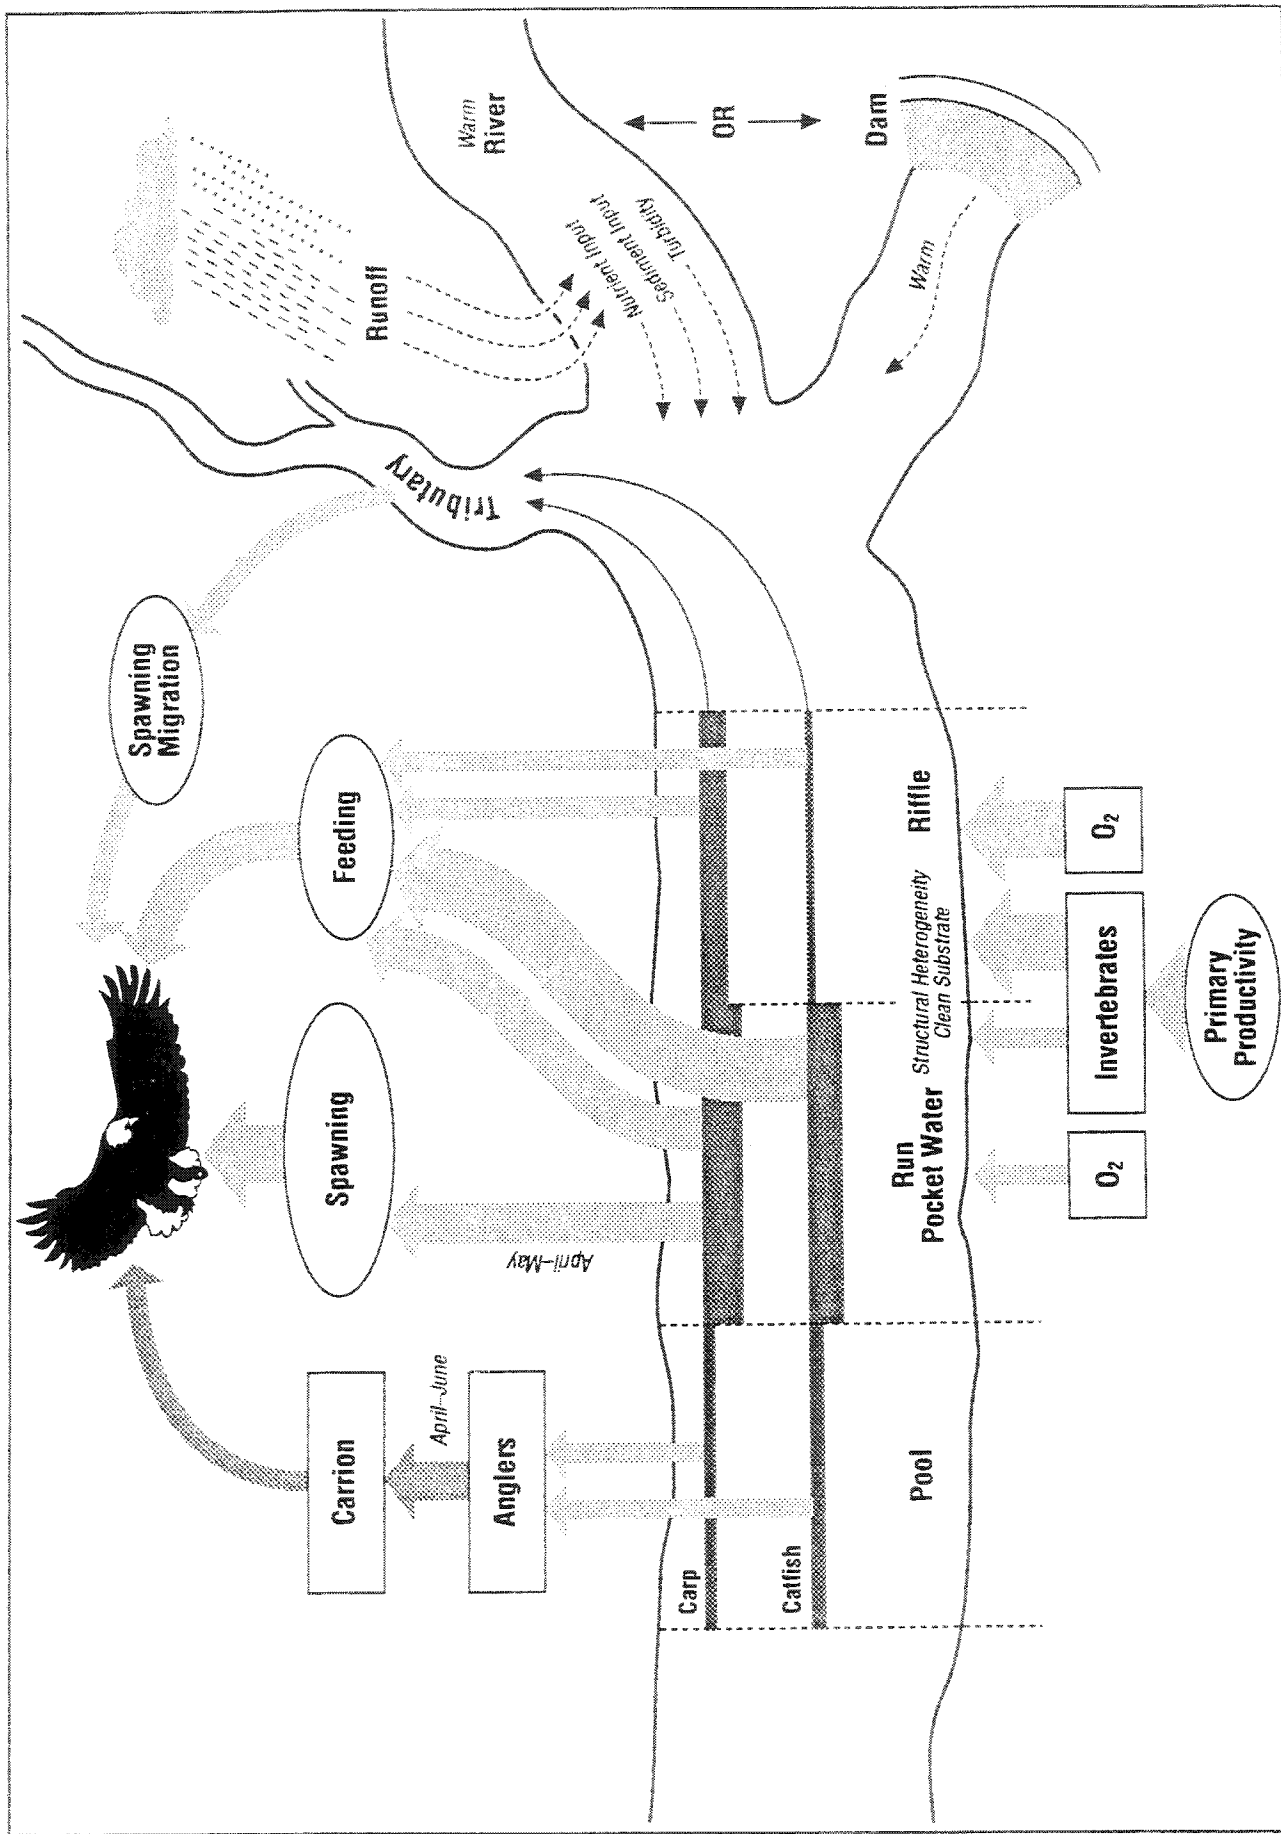 Spawning
Migration
Feeding
Spawning
Carrion
April–June
Anglers
April–May
Runoff
Tributary
Warm
River
Nutrient Input
Sediment Input
Turbidity
OR
Dam
Warm
Carp
Catfish
Pool
Run
Pocket Water
Structural Heterogeneity
Clean Substrate
Riffle
O₂
Invertebrates
O₂
Primary
Productivity